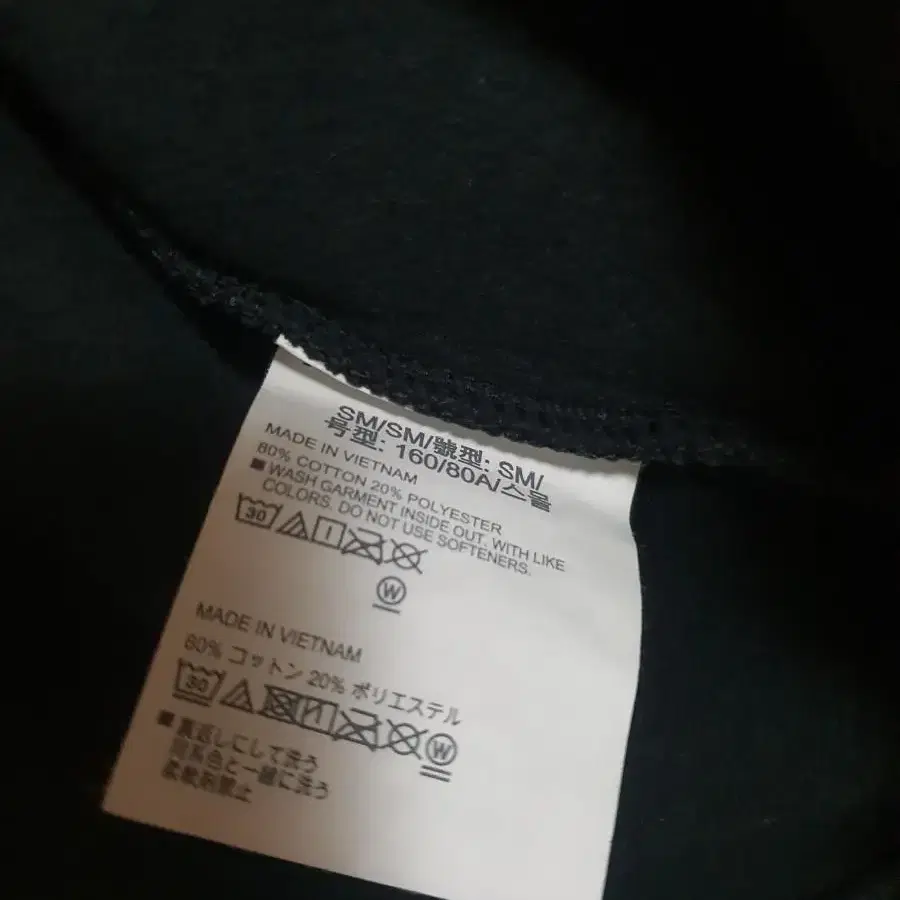 SM/SM/號型: SM/
号型: 160/80A/스몰
MADE IN VIETNAM
80% COTTON 20% POLYESTER
■ WASH GARMENT INSIDE OUT. WITH LIKE
COLORS. DO NOT USE SOFTENERS.
30
W
MADE IN VIETNAM
80% コットン 20% ポリエステル
30
W
■ 裏返しにして洗う
同系色と一緒に洗う
柔軟剤禁止